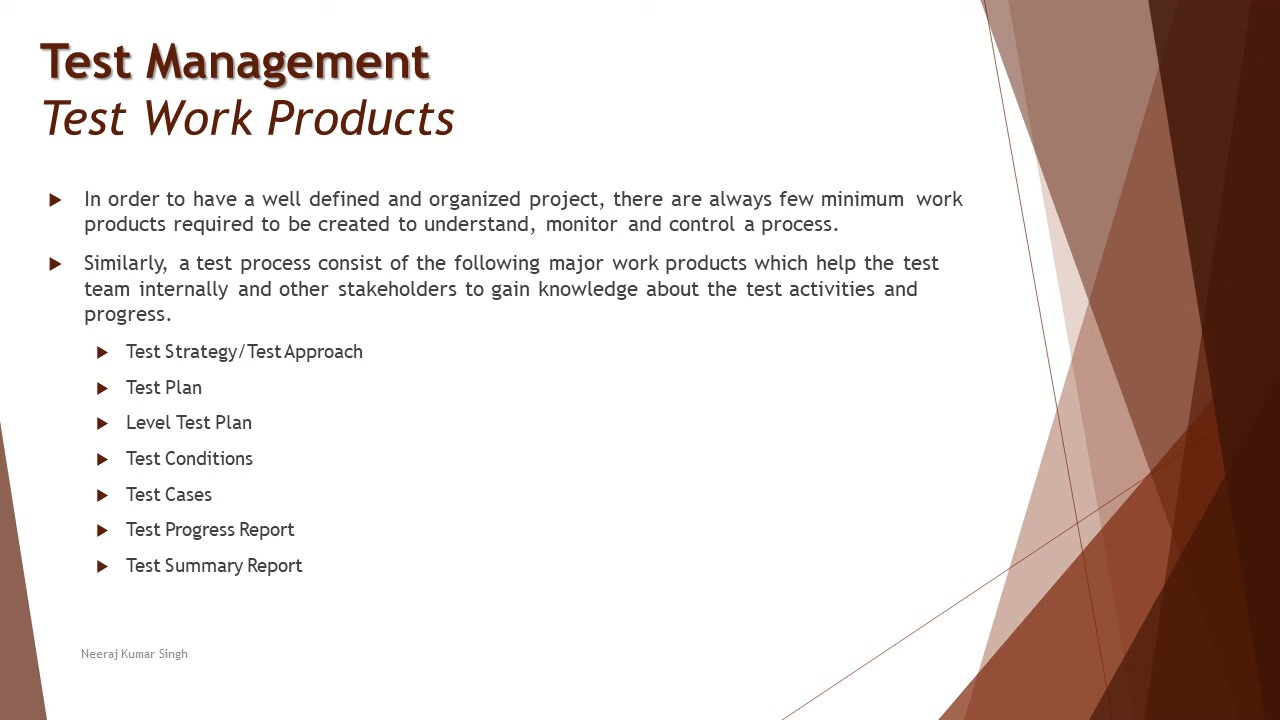 Test Management
Test Work Products
In order to have a well defined and organized project, there are always few minimum work
products required to be created to understand, monitor and control a process.
Similarly, a test process consist of the following major work products which help the test
team internally and other stakeholders to gain knowledge about the test activities and
progress.
Test Strategy/Test Approach
Test Plan
Level Test Plan
Test Conditions
Test Cases
Test Progress Report
Test Summary Report
Neeraj Kumar Singh